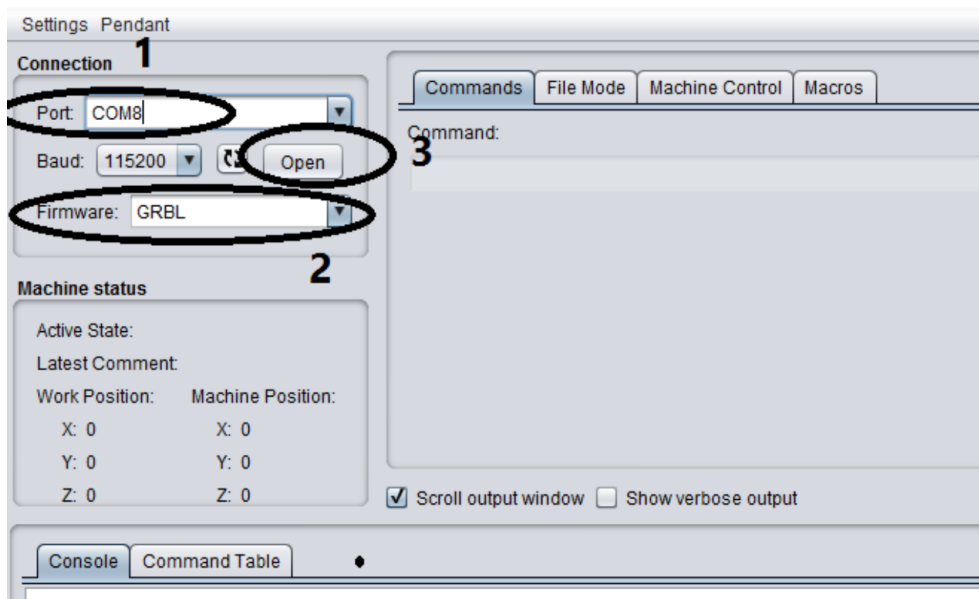 Settings Pendant
1
Connection
Port: COM8
Baud: 115200 Open
3
Firmware: GRBL
2
Commands File Mode Machine Control Macros
Command:
Machine status
Active State:
Latest Comment:
Work Position: Machine Position:
X: 0 X: 0
Y: 0 Y: 0
Z: 0 Z: 0
Scroll output window Show verbose output
Console Command Table